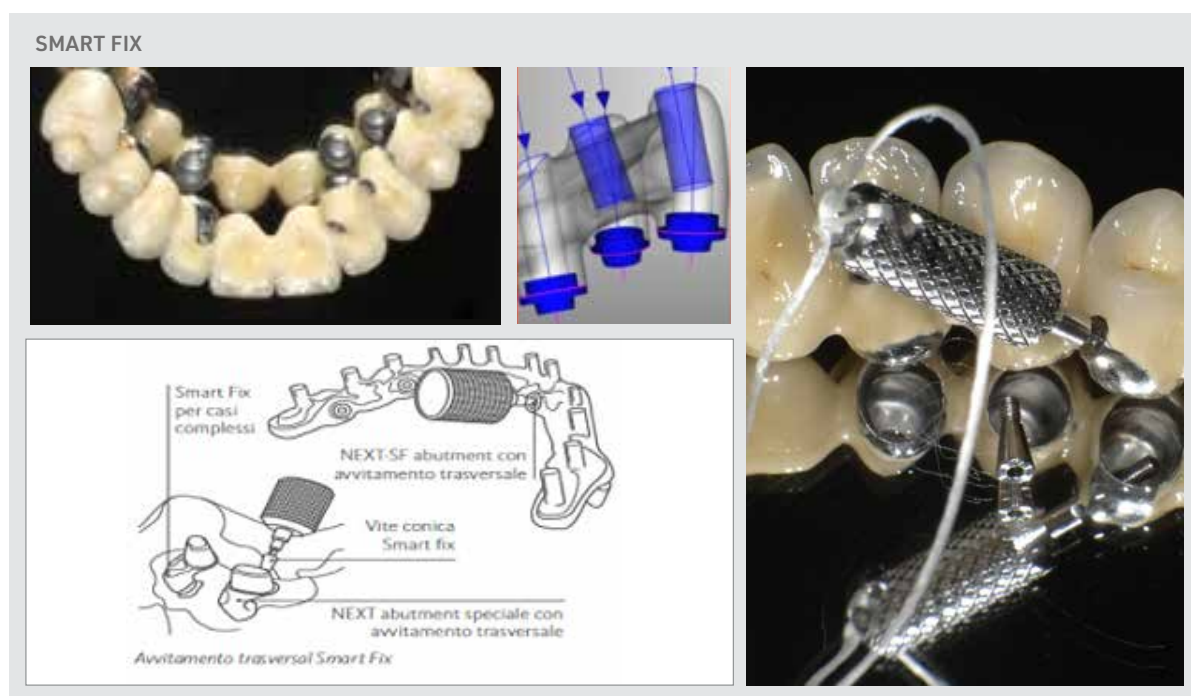 SMART FIX
Smart Fix
per casi
complessi
NEXT-SF abutment con
avvitamento trasversale
Vite conica
Smart fix
NEXT abutment speciale con
avvitamento trasversale
Avvitamento trasversal Smart Fix